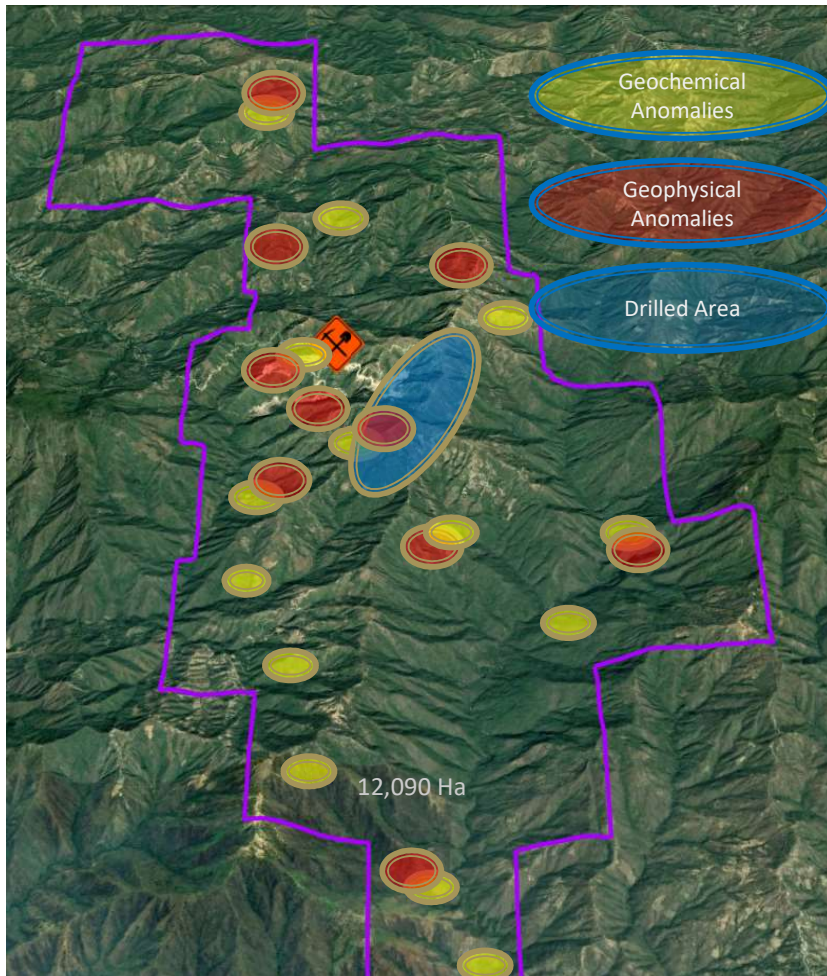 Geochemical
Anomalies
Geophysical
Anomalies
Drilled Area
12,090 Ha